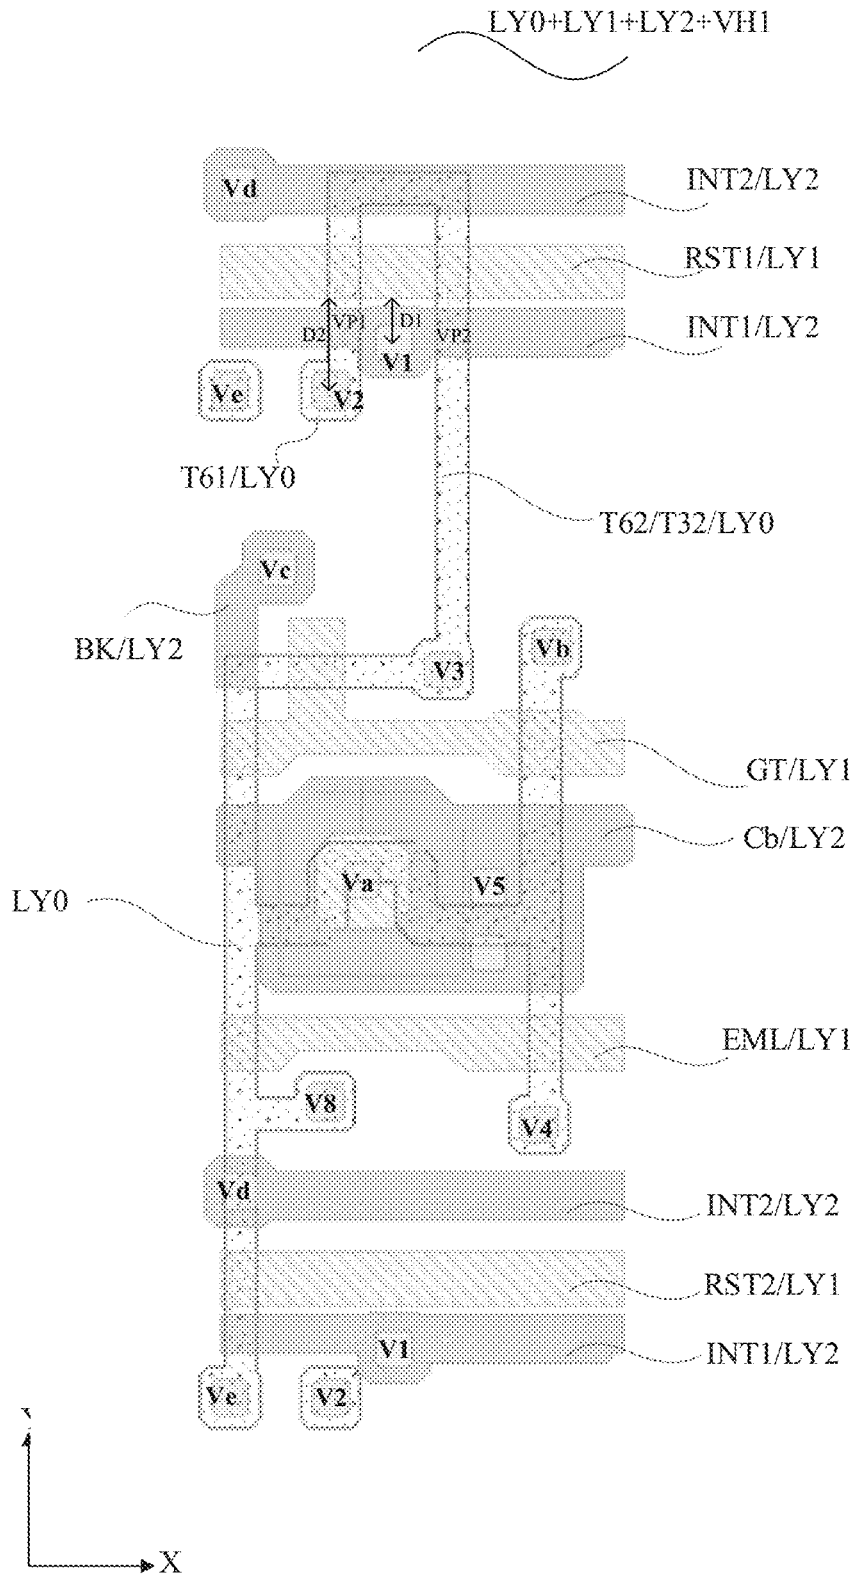 LY0+LY1+LY2+VH1
Vd
INT2/LY2
RST1/LY1
D2
VP1
D1
VP2
INT1/LY2
V1
Ve
V2
T61/LY0
T62/T32/LY0
Vc
BK/LY2
V3
Vb
GT/LY1
Cb/LY2
Va
V5
LY0
EML/LY1
V8
V4
Vd
INT2/LY2
RST2/LY1
V1
INT1/LY2
Ve
V2
Y
X